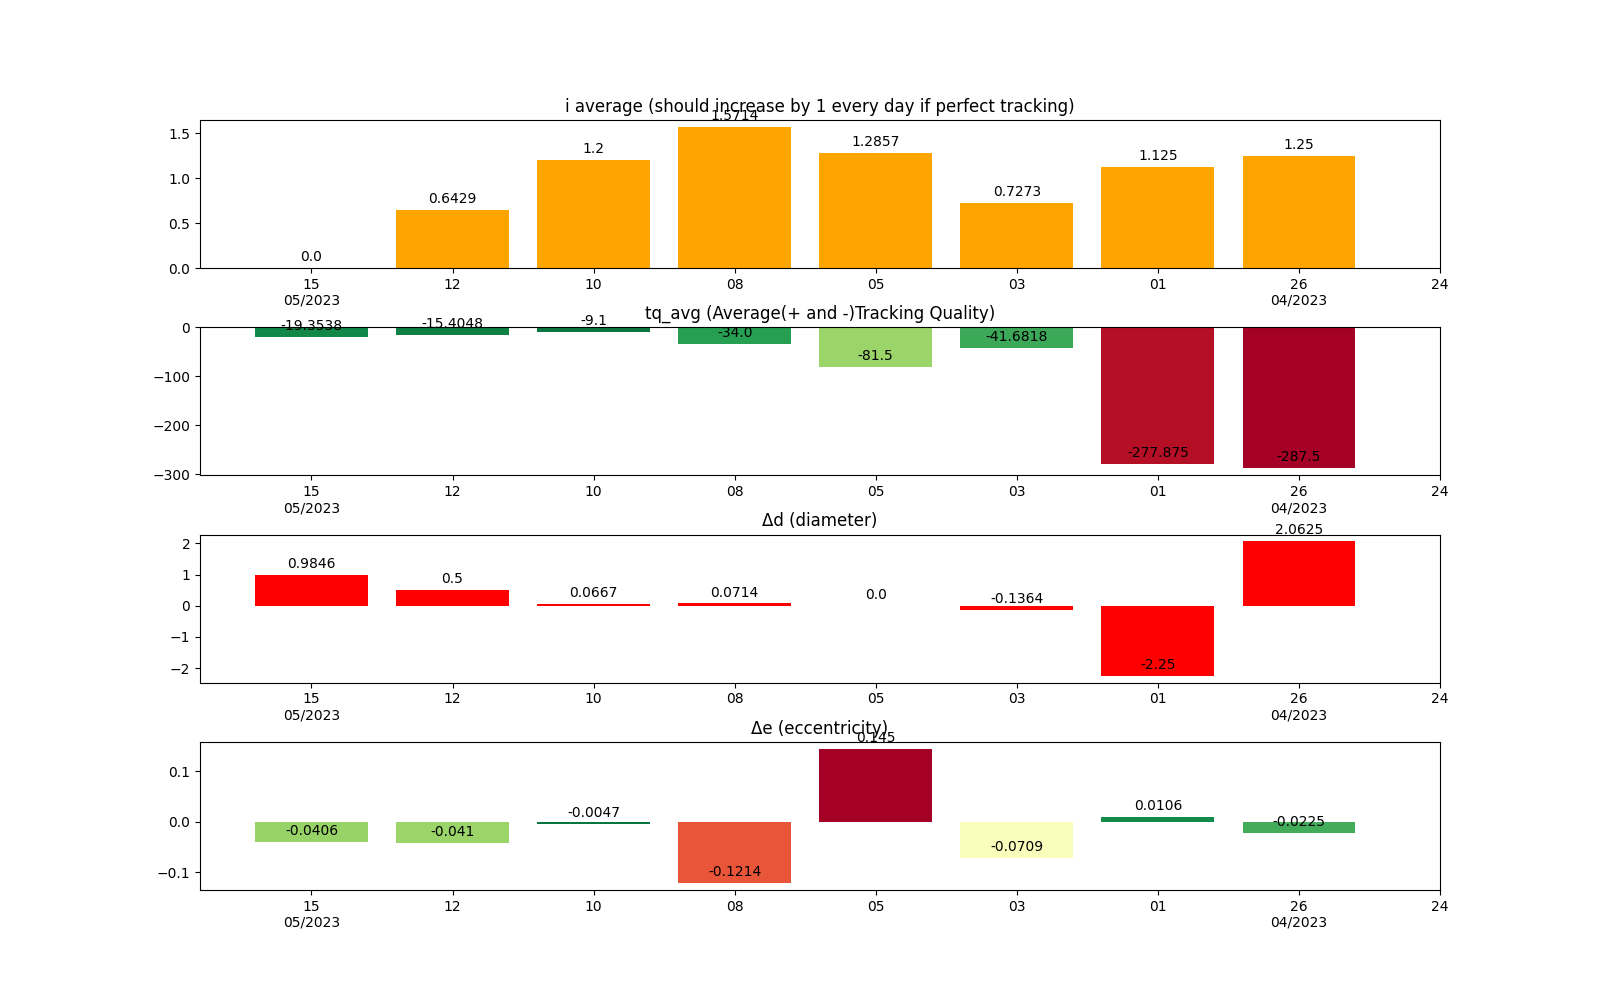 i average (should increase by 1 every day if perfect tracking)
1.5714
1.5
1.2857
1.2
1.25
1.125
1.0
0.7273
0.6429
0.5
0.0
0.0
15 12 10 08 05 03 01 26 24
05/2023 04/2023
tq_avg (Average(+ and -)Tracking Quality)
-19.3538 -15.4048 -9.1 -34.0 -81.5 -41.6818 -277.875 -287.5
0
−100
−200
−300
15 12 10 08 05 03 01 26 24
05/2023 04/2023
Δd (diameter)
0.9846 0.5 0.0667 0.0714 0.0 -0.1364 -2.25 2.0625
2
1
0
−1
−2
15 12 10 08 05 03 01 26 24
05/2023 04/2023
Δe (eccentricity)
-0.0406 -0.041 -0.0047 -0.1214 0.145 -0.0709 0.0106 -0.0225
0.1
0.0
−0.1
15 12 10 08 05 03 01 26 24
05/2023 04/2023